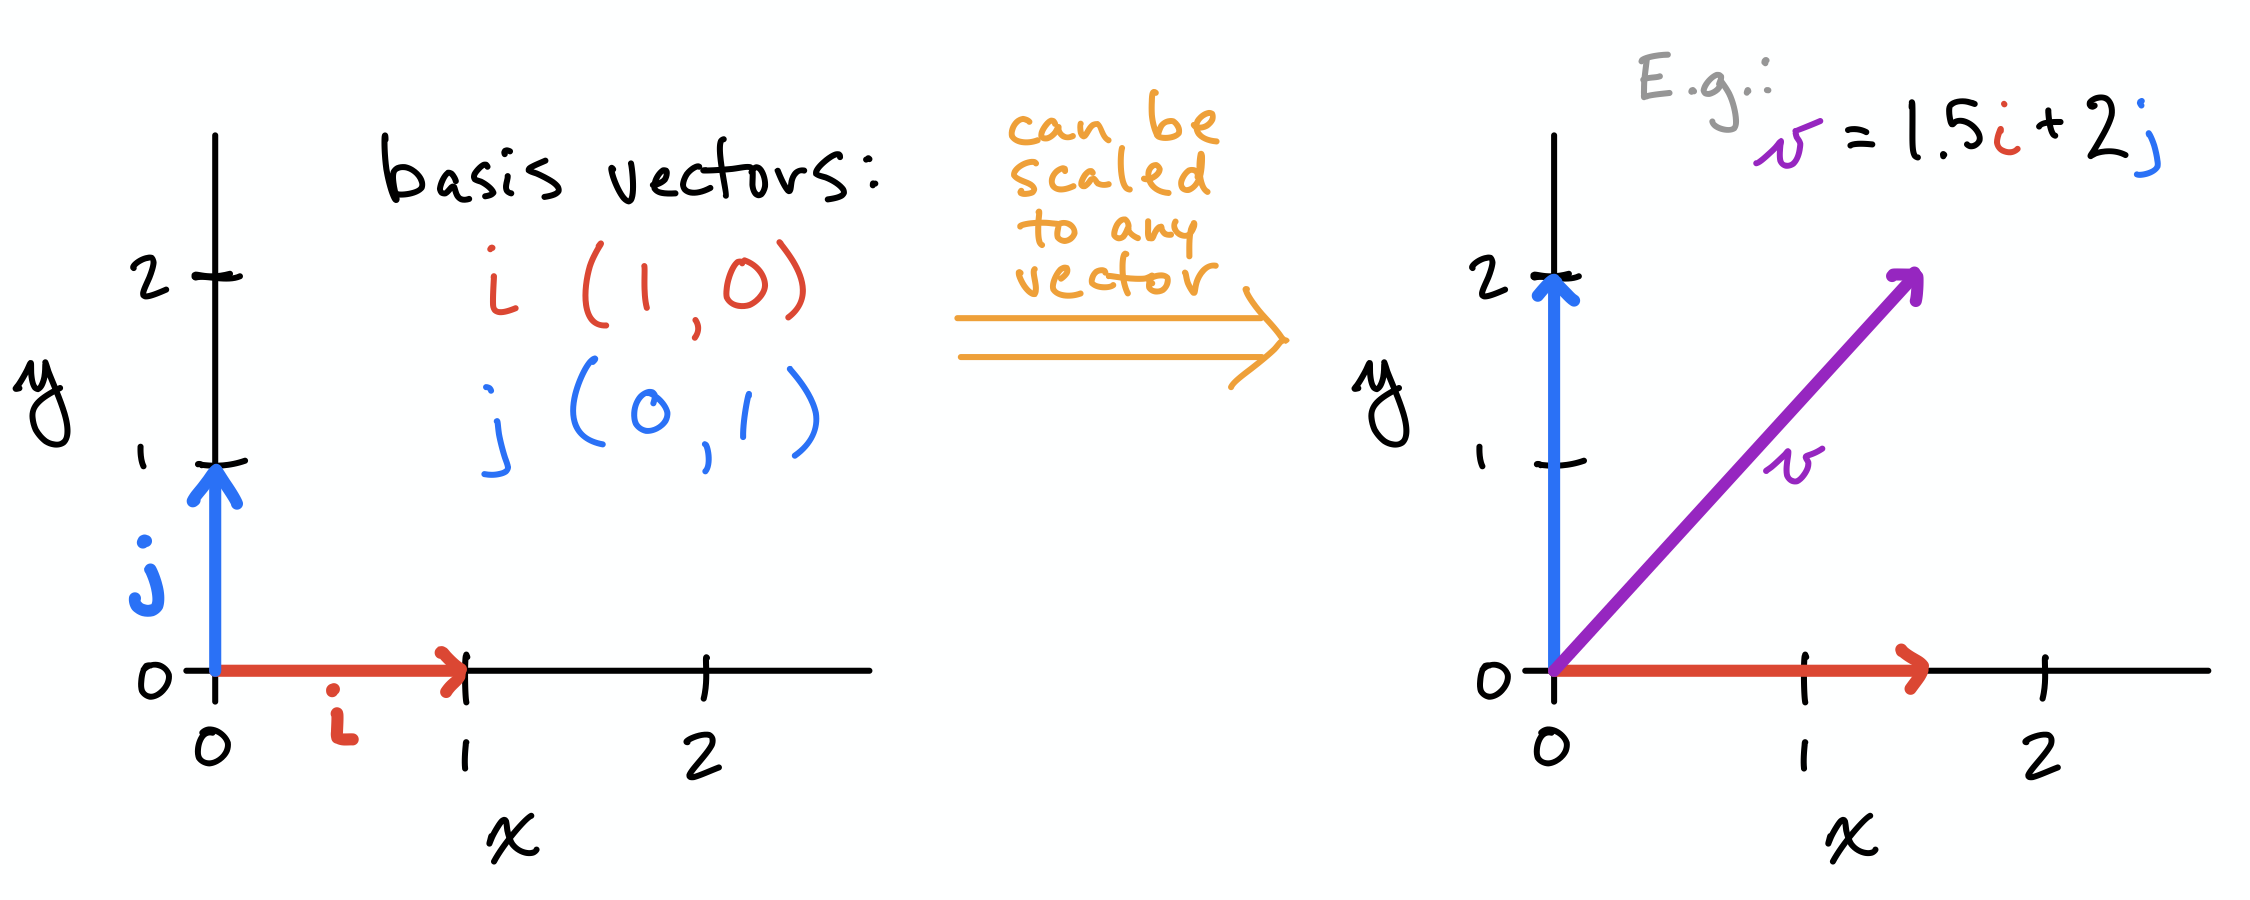 basis vectors:
i (1,0)
j (0,1)
2
y
1
j
0
i
0 1 2
x
can be
scaled
to any
vector
E.g.:
v = 1.5i + 2j
2
y
1
v
0
0 1 2
x